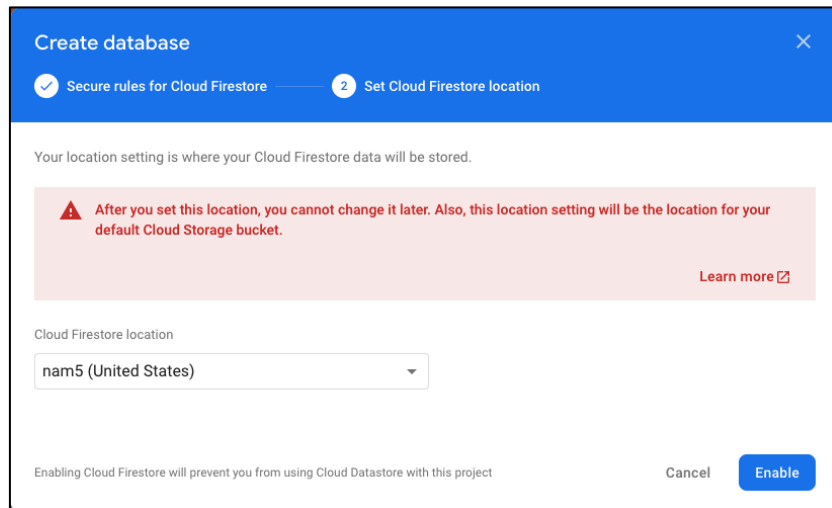 Create database
Secure rules for Cloud Firestore
2 Set Cloud Firestore location
Your location setting is where your Cloud Firestore data will be stored.
After you set this location, you cannot change it later. Also, this location setting will be the location for your
default Cloud Storage bucket.
Learn more
Cloud Firestore location
nam5 (United States)
Enabling Cloud Firestore will prevent you from using Cloud Datastore with this project
Cancel
Enable